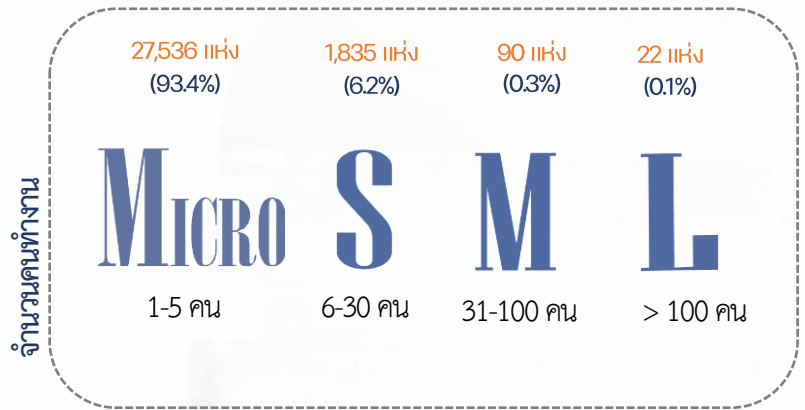 27,536 แห่ง 1,835 แห่ง 90 แห่ง 22 แห่ง
(93.4%) (6.2%) (0.3%) (0.1%)
MICRO S M L
1-5 คน 6-30 คน 31-100 คน > 100 คน
จำนวนคนทำงาน